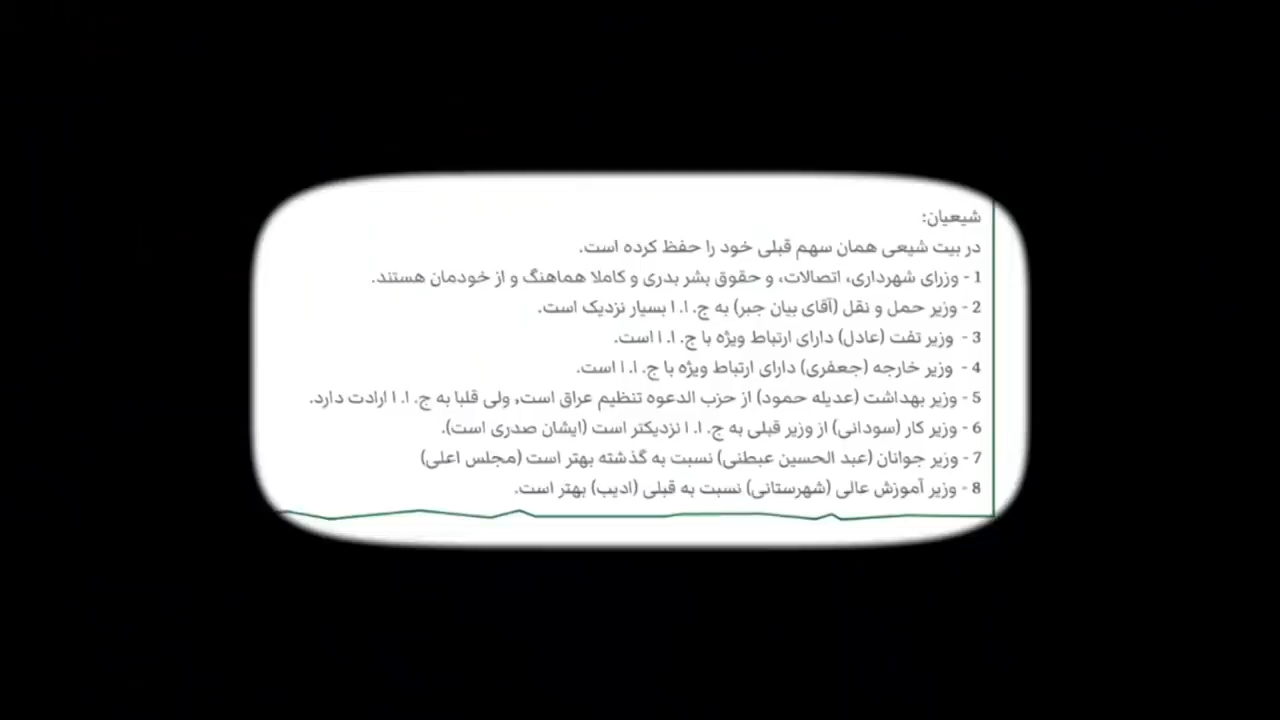 شیعیان:
در بیت شیعی همان سهم قبلی خود را حفظ کرده است.
1 - وزرای شهرداری، اتصالات، و حقوق بشر بدری و کاملا هماهنگ و از خودمان هستند.
2 - وزیر حمل و نقل (آقای بیان جبر) به ج. ا. ا بسیار نزدیک است.
3 - وزیر تفت (عادل) دارای ارتباط ویژه با ج. ا. ا است.
4 - وزیر خارجه (جعفری) دارای ارتباط ویژه با ج. ا. ا است.
5 - وزیر بهداشت (عدیله حمود) از حزب الدعوه تنظیم عراق است، ولی قلبا به ج. ا. ا ارادت دارد.
6 - وزیر کار (سودانی) از وزیر قبلی به ج. ا. ا نزدیکتر است (ایشان صدری است).
7 - وزیر جوانان (عبد الحسین عبطنی) نسبت به گذشته بهتر است (مجلس اعلی)
8 - وزیر آموزش عالی (شهرستانی) نسبت به قبلی (ادیب) بهتر است.